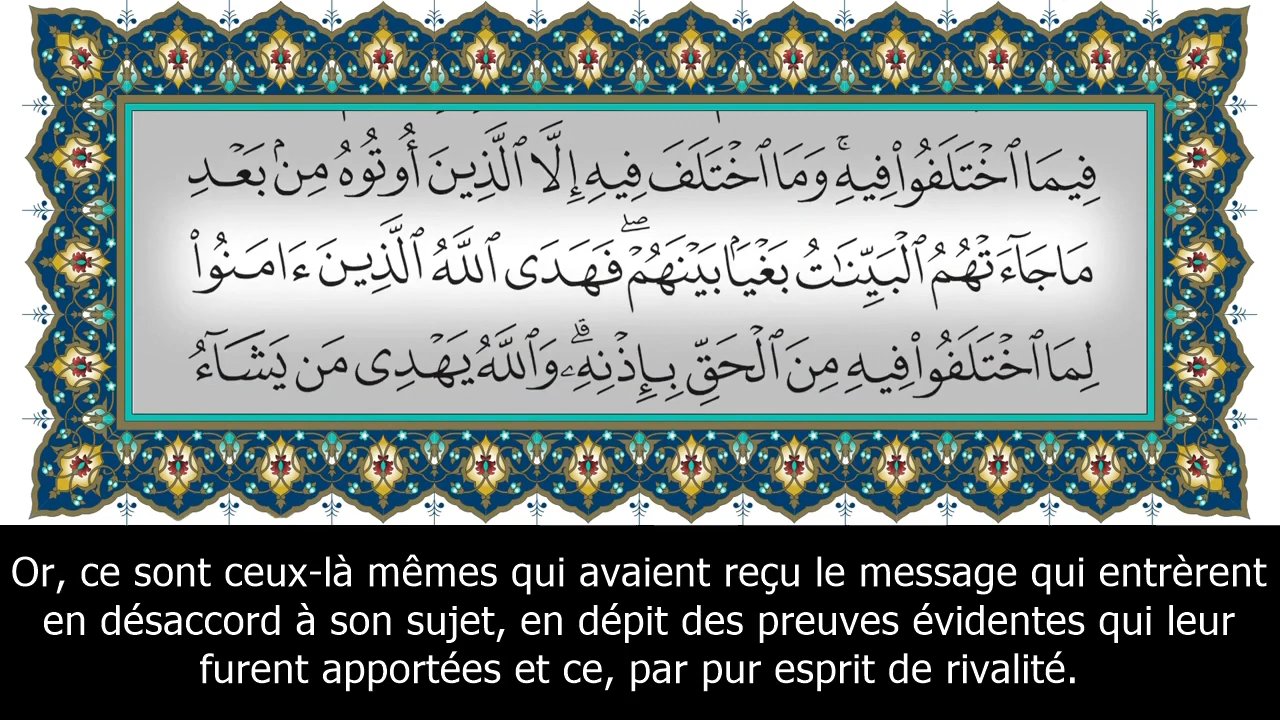 فِيمَا ٱخْتَلَفُوا۟ فِيهِ ۚ وَمَا ٱخْتَلَفَ فِيهِ إِلَّا ٱلَّذِينَ أُوتُوهُ مِنۢ بَعْدِ
مَا جَآءَتْهُمُ ٱلْبَيِّنَـٰتُ بَغْيًۢا بَيْنَهُمْ ۖ فَهَدَى ٱللَّهُ ٱلَّذِينَ ءَامَنُوا۟
لِمَا ٱخْتَلَفُوا۟ فِيهِ مِنَ ٱلْحَقِّ بِإِذْنِهِۦ ۗ وَٱللَّهُ يَهْدِى مَن يَشَآءُ
Or, ce sont ceux-là mêmes qui avaient reçu le message qui entrèrent
en désaccord à son sujet, en dépit des preuves évidentes qui leur
furent apportées et ce, par pur esprit de rivalité.